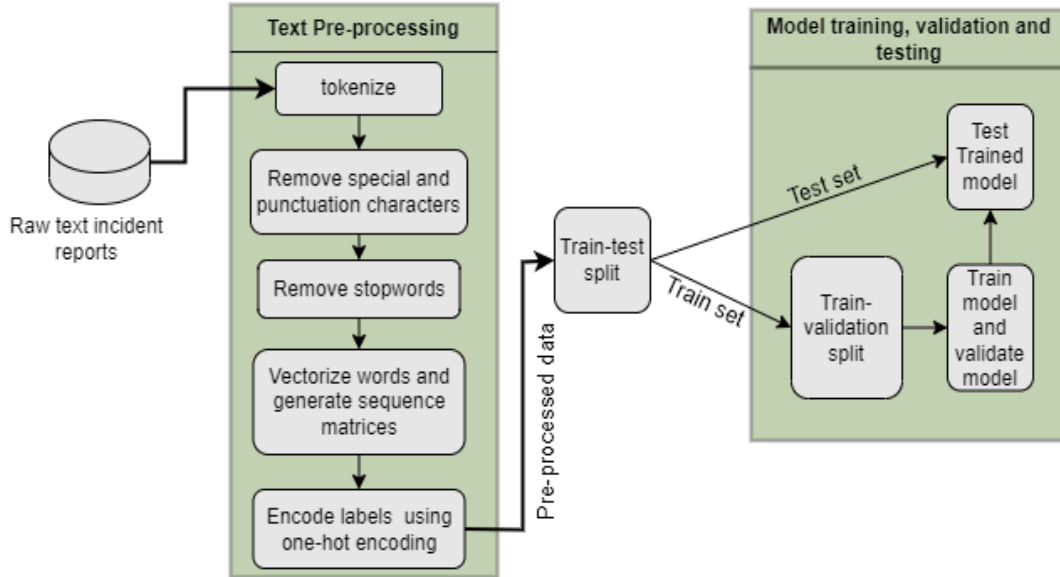 Text Pre-processing
tokenize
Remove special and
punctuation characters
Remove stopwords
Vectorize words and
generate sequence
matrices
Encode labels using
one-hot encoding
Raw text incident
reports
Pre-processed data
Train-test
split
Test set
Train set
Model training, validation and
testing
Test
Trained
model
Train-
validation
split
Train
model
and
validate
model